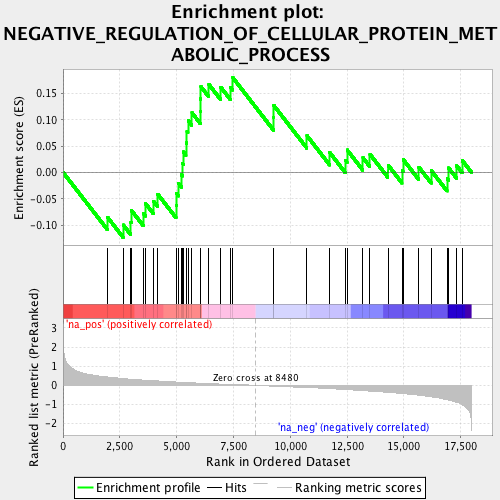 Enrichment plot:
NEGATIVE_REGULATION_OF_CELLULAR_PROTEIN_MET
ABOLIC_PROCESS
Enrichment score (ES)
0.15
0.10
0.05
0.00
-0.05
-0.10
'na_pos' (positively correlated)
Ranked list metric (PreRanked)
3
2
1
0
-1
-2
Zero cross at 8480
'na_neg' (negatively correlated)
0
2,500
5,000
7,500
10,000
12,500
15,000
17,500
Rank in Ordered Dataset
Enrichment profile
Hits
Ranking metric scores